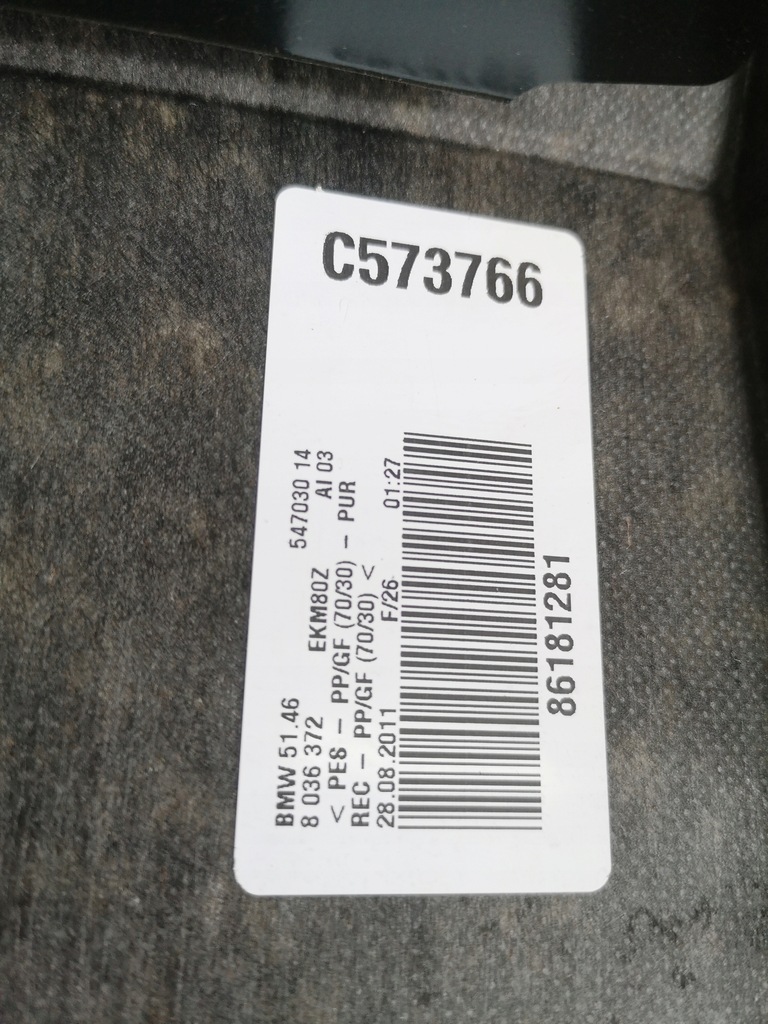 C573766
BMW 51.46 547030 14
8 036 372 EKM80Z AI 03
< PES – PP/GF (70/30) – PUR
REC – PP/GF (70/30) <
28.08.2011 F/26 01:27
86181281